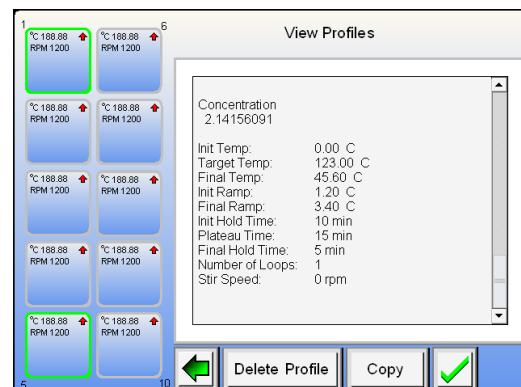 1
6
°C 188.88
RPM 1200
°C 188.88
RPM 1200
°C 188.88
RPM 1200
°C 188.88
RPM 1200
°C 188.88
RPM 1200
°C 188.88
RPM 1200
°C 188.88
RPM 1200
°C 188.88
RPM 1200
°C 188.88
RPM 1200
°C 188.88
RPM 1200
5
10
View Profiles
Concentration
2.14156091
Init Temp: 0.00 C
Target Temp: 123.00 C
Final Temp: 45.60 C
Init Ramp: 1.20 C
Final Ramp: 3.40 C
Init Hold Time: 10 min
Plateau Time: 15 min
Final Hold Time: 5 min
Number of Loops: 1
Stir Speed: 0 rpm
Delete Profile
Copy